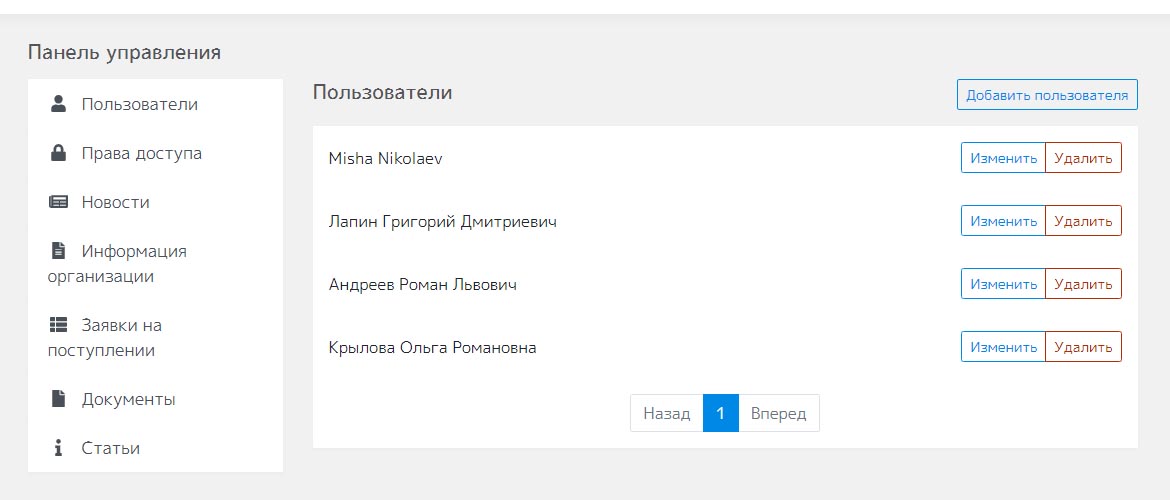 Панель управления
Пользователи
Права доступа
Новости
Информация
организации
Заявки на
поступлении
Документы
Статьи
Пользователи
Добавить пользователя
Misha Nikolaev
Изменить Удалить
Лапин Григорий Дмитриевич
Изменить Удалить
Андреев Роман Львович
Изменить Удалить
Крылова Ольга Романовна
Изменить Удалить
Назад 1 Вперед